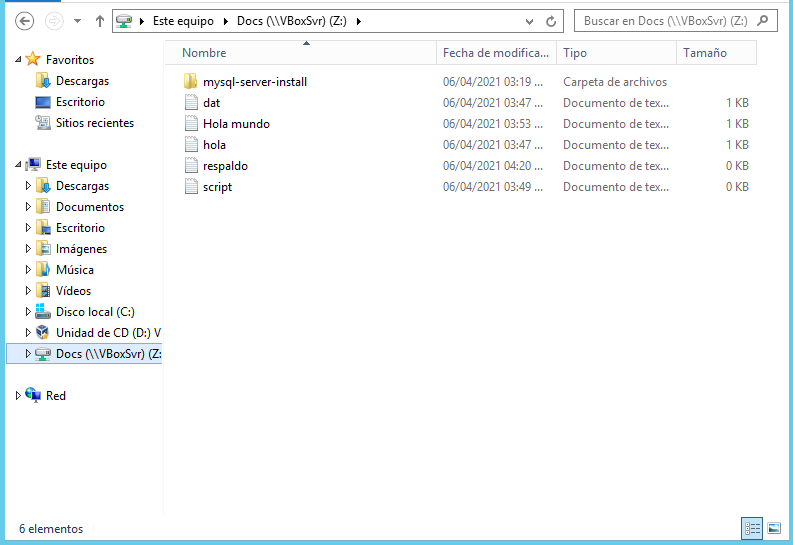 Este equipo Docs (\\VBoxSvr) (Z:) Buscar en Docs (\\VBoxSvr) (Z:)
Nombre Fecha de modifica... Tipo Tamaño
Favoritos
Descargas
Escritorio
Sitios recientes
Este equipo
Descargas
Documentos
Escritorio
Imágenes
Música
Vídeos
Disco local (C:)
Unidad de CD (D:) V
Docs (\\VBoxSvr) (Z:
Red
mysql-server-install 06/04/2021 03:19 ... Carpeta de archivos
dat 06/04/2021 03:47 ... Documento de tex... 1 KB
Hola mundo 06/04/2021 03:53 ... Documento de tex... 1 KB
hola 06/04/2021 03:47 ... Documento de tex... 1 KB
respaldo 06/04/2021 04:20 ... Documento de tex... 0 KB
script 06/04/2021 03:49 ... Documento de tex... 0 KB
6 elementos